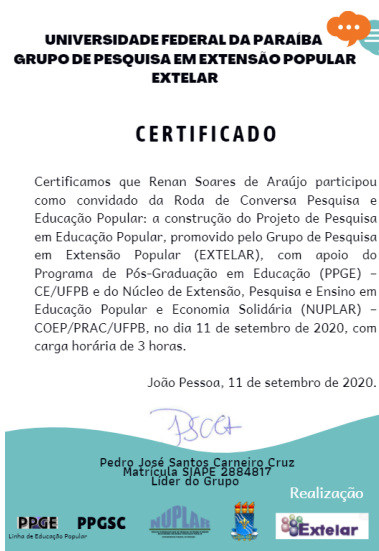 UNIVERSIDADE FEDERAL DA PARAÍBA
GRUPO DE PESQUISA EM EXTENSÃO POPULAR
EXTELAR
CERTIFICADO
Certificamos que Renan Soares de Araújo participou
como convidado da Roda de Conversa Pesquisa e
Educação Popular: a construção do Projeto de Pesquisa
em Educação Popular, promovido pelo Grupo de Pesquisa
em Extensão Popular (EXTELAR), com apoio do
Programa de Pós-Graduação em Educação (PPGE) –
CE/UFPB e do Núcleo de Extensão, Pesquisa e Ensino em
Educação Popular e Economia Solidária (NUPLAR) –
COEP/PRAC/UFPB, no dia 11 de setembro de 2020, com
carga horária de 3 horas.
João Pessoa, 11 de setembro de 2020.
Pedro José Santos Carneiro Cruz
Matrícula SIAPE 2884817
Líder do Grupo
Realização
PPGE PPGSC NUPLAR Extelar
Linha de Educação Popular